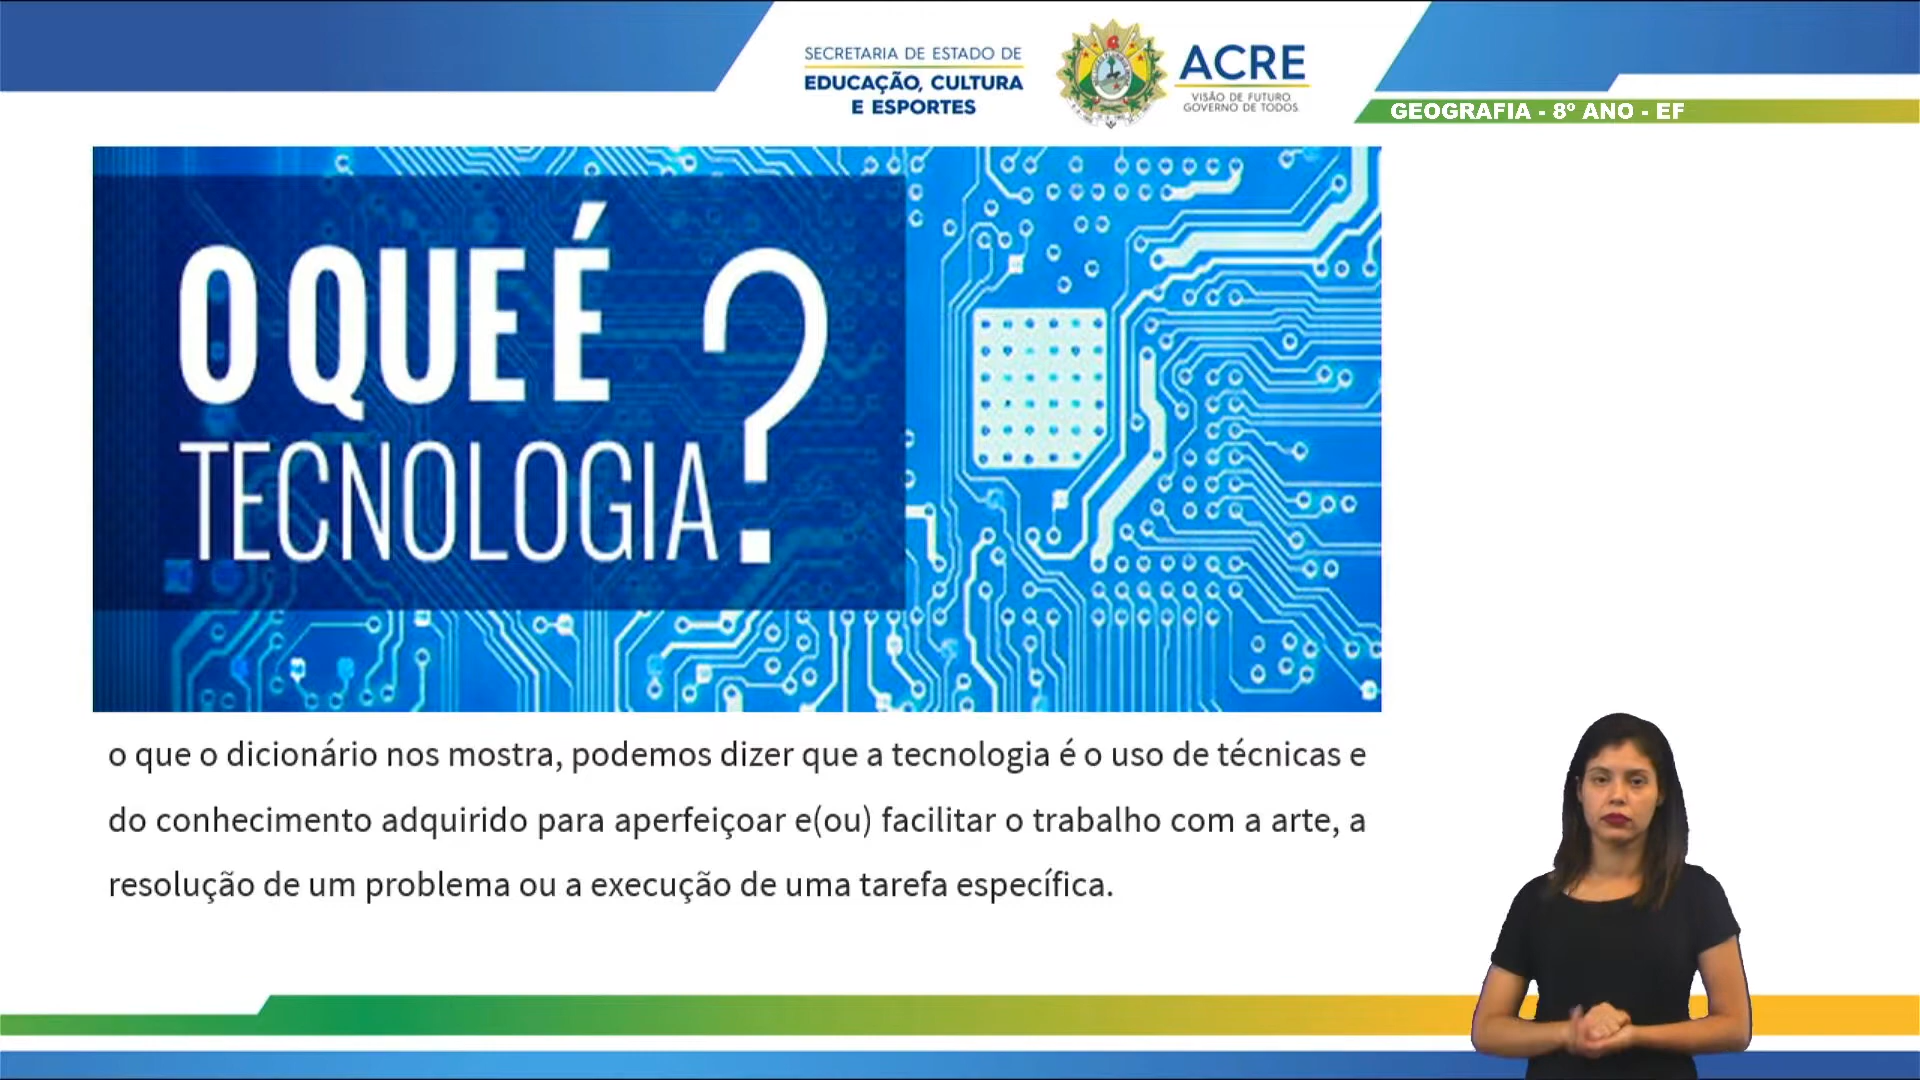 SECRETARIA DE ESTADO DE
EDUCAÇÃO, CULTURA
E ESPORTES
ACRE
VISÃO DE FUTURO.
GOVERNO DE TODOS.
GEOGRAFIA - 8º ANO - EF
O QUE É
TECNOLOGIA?
o que o dicionário nos mostra, podemos dizer que a tecnologia é o uso de técnicas e
do conhecimento adquirido para aperfeiçoar e(ou) facilitar o trabalho com a arte, a
resolução de um problema ou a execução de uma tarefa específica.